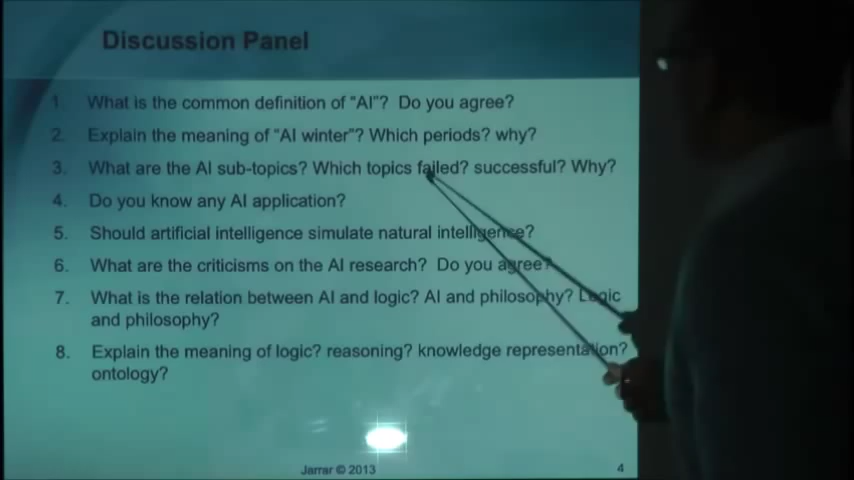 Discussion Panel
1. What is the common definition of "AI"? Do you agree?
2. Explain the meaning of "AI winter"? Which periods? why?
3. What are the AI sub-topics? Which topics failed? successful? Why?
4. Do you know any AI application?
5. Should artificial intelligence simulate natural intelligence?
6. What are the criticisms on the AI research? Do you agree?
7. What is the relation between AI and logic? AI and philosophy? Logic
and philosophy?
8. Explain the meaning of logic? reasoning? knowledge representation?
ontology?
Jarrar © 2013
4